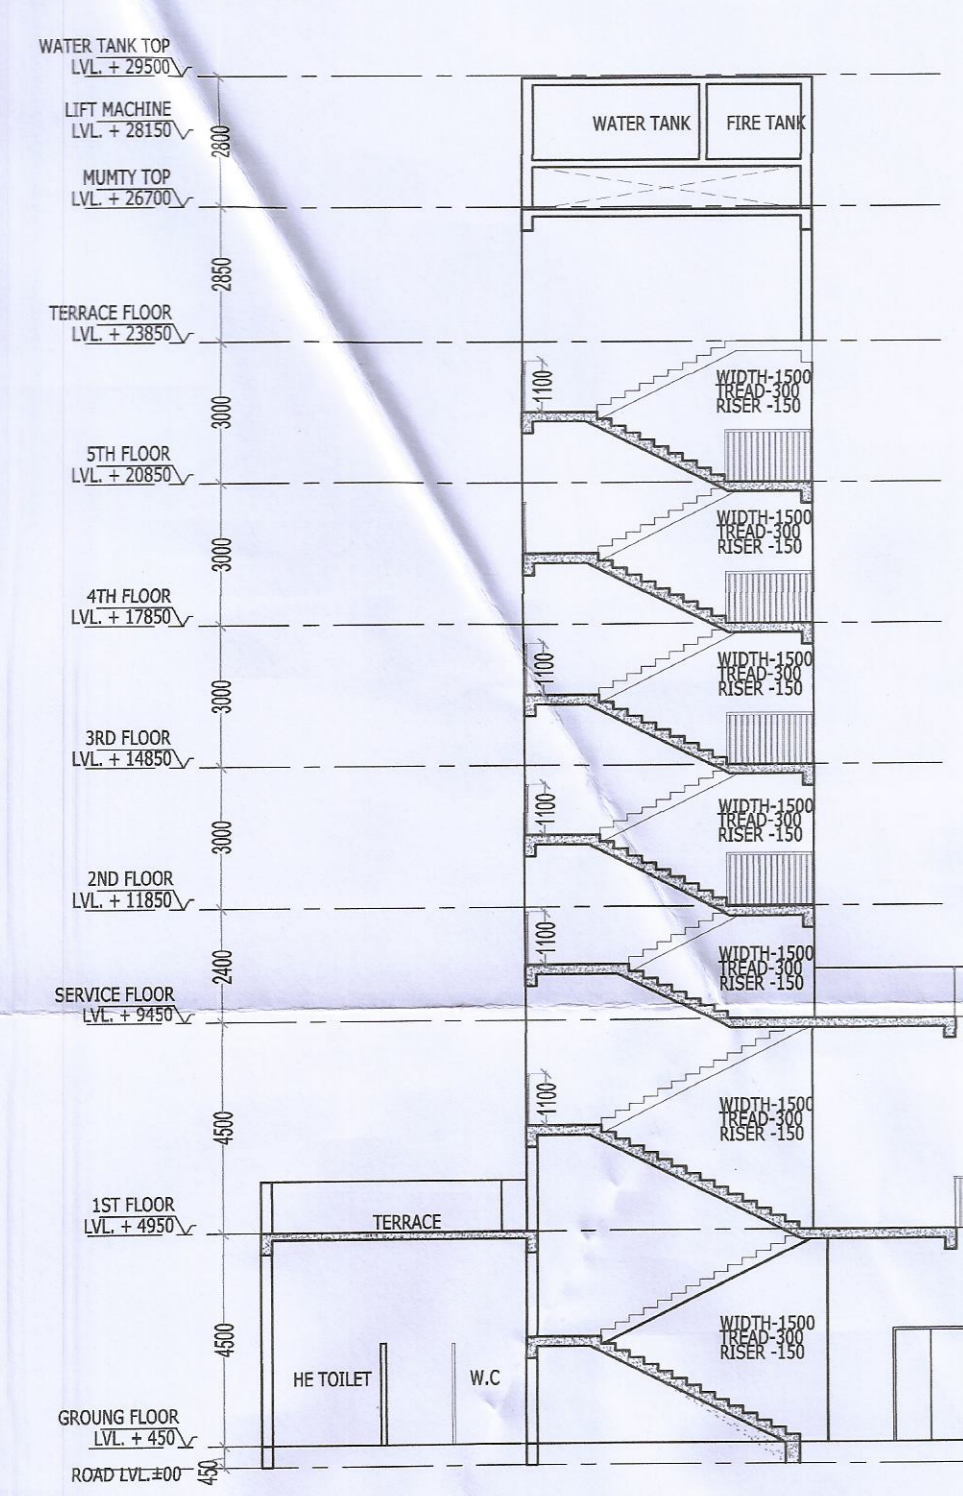 WATER TANK TOP
LVL. + 29500
LIFT MACHINE
LVL. + 28150
2800
WATER TANK
FIRE TANK
MUMTY TOP
LVL. + 26700
2850
TERRACE FLOOR
LVL. + 23850
1100
WIDTH-1500
TREAD-300
RISER -150
3000
5TH FLOOR
LVL. + 20850
WIDTH-1500
TREAD-300
RISER -150
3000
4TH FLOOR
LVL. + 17850
1100
WIDTH-1500
TREAD-300
RISER -150
3000
3RD FLOOR
LVL. + 14850
1100
WIDTH-1500
TREAD-300
RISER -150
3000
2ND FLOOR
LVL. + 11850
1100
WIDTH-1500
TREAD-300
RISER -150
2400
SERVICE FLOOR
LVL. + 9450
1100
WIDTH-1500
TREAD-300
RISER -150
4500
1ST FLOOR
LVL. + 4950
TERRACE
4500
WIDTH-1500
TREAD-300
RISER -150
HE TOILET
W.C
GROUNG FLOOR
LVL. + 450
450
ROAD LVL.±00